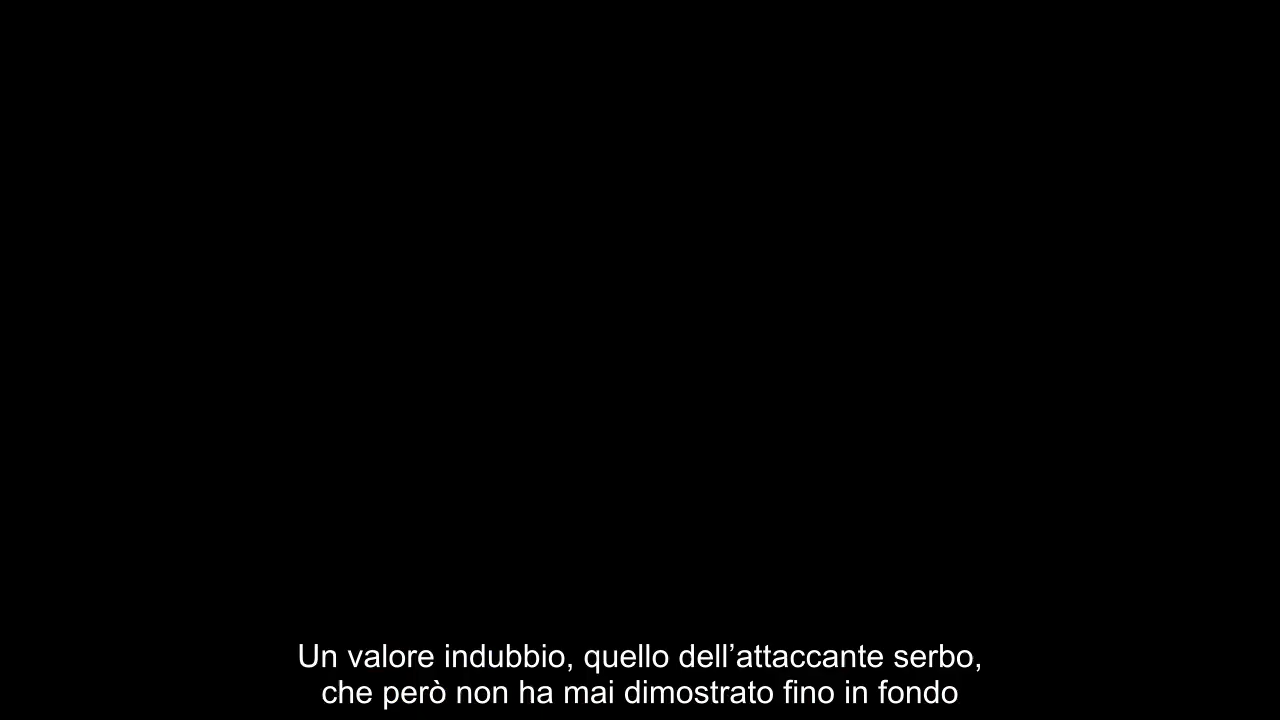 Un valore indubbio, quello dell’attaccante serbo,
che però non ha mai dimostrato fino in fondo